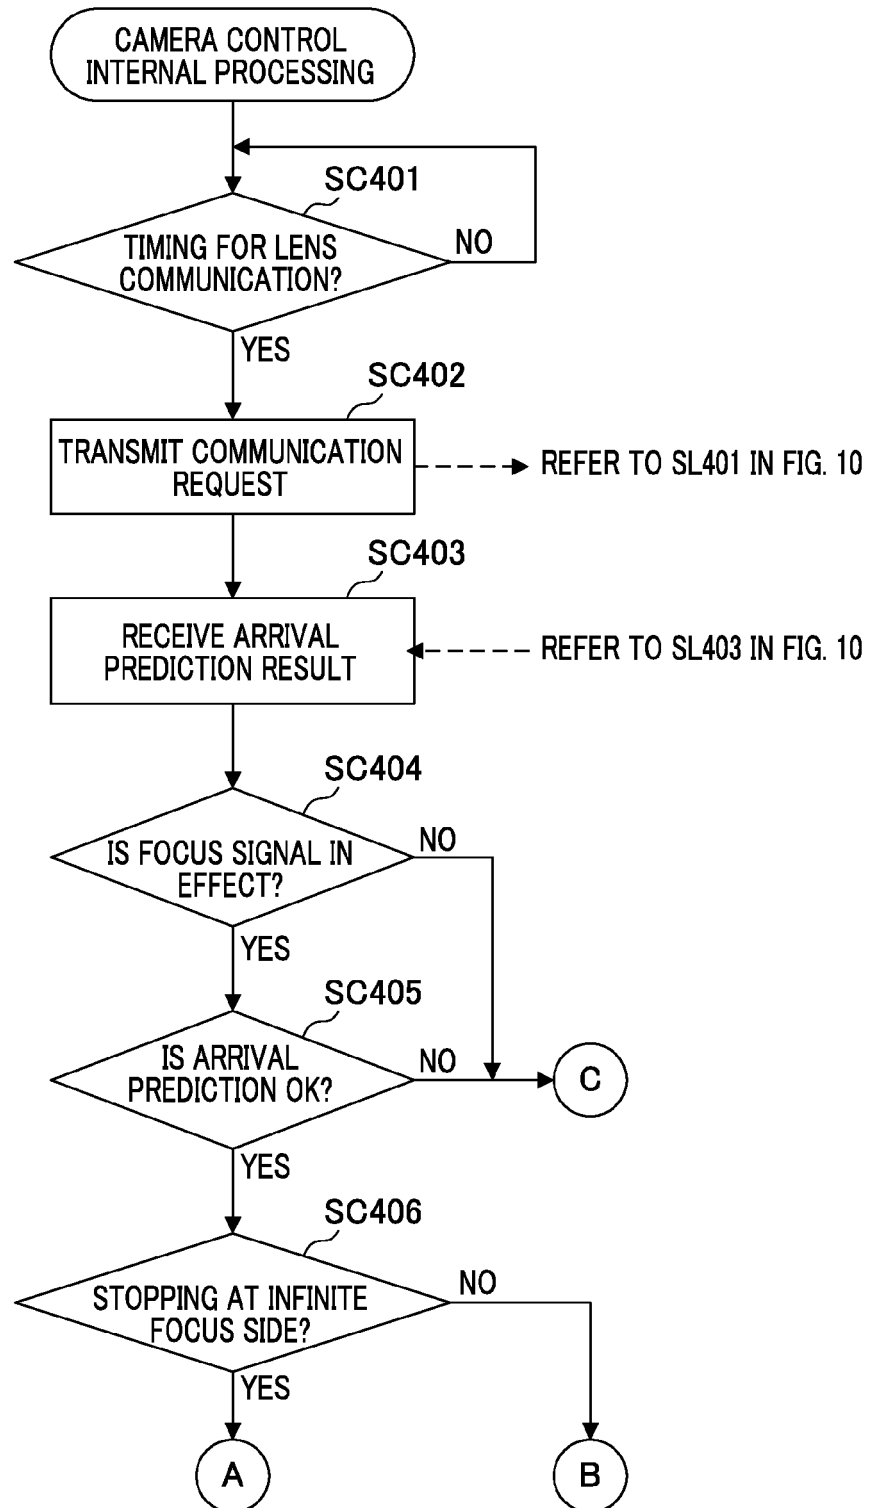 CAMERA CONTROL
INTERNAL PROCESSING
SC401
TIMING FOR LENS
COMMUNICATION?
NO
YES
SC402
TRANSMIT COMMUNICATION
REQUEST
REFER TO SL401 IN FIG. 10
SC403
RECEIVE ARRIVAL
PREDICTION RESULT
REFER TO SL403 IN FIG. 10
SC404
IS FOCUS SIGNAL IN
EFFECT?
NO
YES
SC405
IS ARRIVAL
PREDICTION OK?
NO
C
YES
SC406
STOPPING AT INFINITE
FOCUS SIDE?
NO
YES
A
B